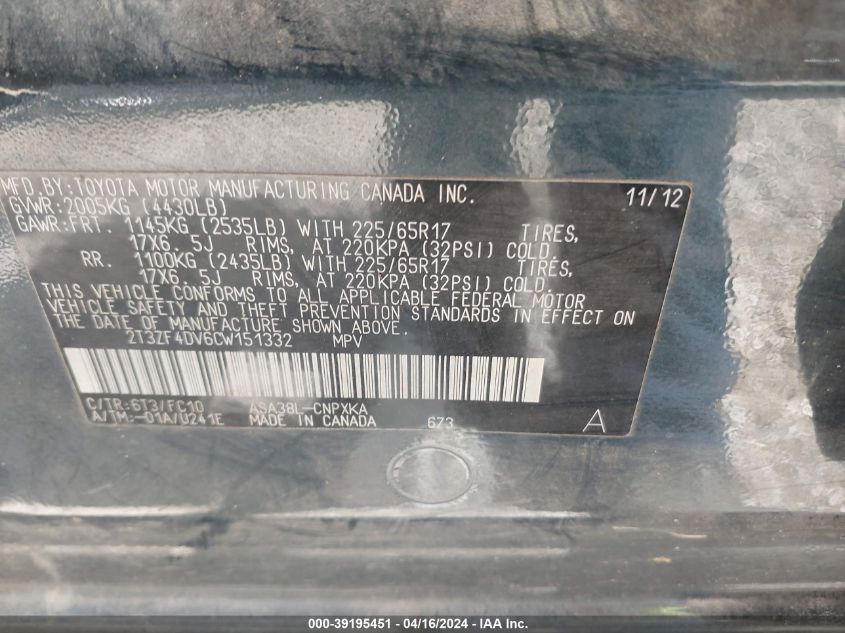 MFD.BY:TOYOTA MOTOR MANUFACTURING CANADA INC. 11/12
GVWR:2005KG (4430LB)
GAWR:FRT. 1145KG (2535LB) WITH 225/65R17 TIRES,
17X6.5J RIMS, AT 220KPA (32PSI) COLD.
RR. 1100KG (2435LB) WITH 225/65R17 TIRES,
17X6.5J RIMS, AT 220KPA (32PSI) COLD.
THIS VEHICLE CONFORMS TO ALL APPLICABLE FEDERAL MOTOR
VEHICLE SAFETY AND THEFT PREVENTION STANDARDS IN EFFECT ON
THE DATE OF MANUFACTURE SHOWN ABOVE.
2T3ZF4DV6CW151332 MPV
C/TR:6T3/FC10 ASA38L-CNPXKA
A/TM:-01A/U241E MADE IN CANADA 673 A
000-39195451 - 04/16/2024 - IAA Inc.